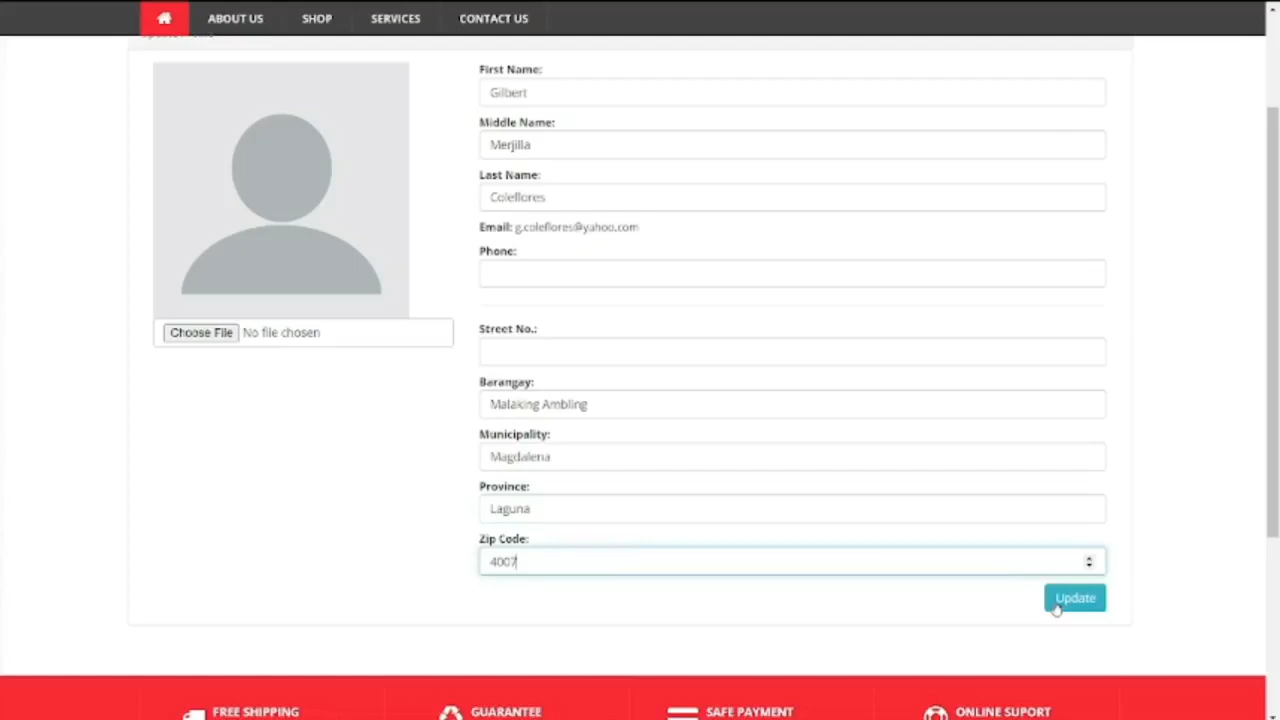 ABOUT US SHOP SERVICES CONTACT US
First Name:
Gilbert
Middle Name:
Merjilla
Last Name:
Coleflores
Email: g.coleflores@yahoo.com
Phone:
Choose File No file chosen
Street No.:
Barangay:
Malaking Ambling
Municipality:
Magdalena
Province:
Laguna
Zip Code:
4007
Update
FREE SHIPPING GUARANTEE SAFE PAYMENT ONLINE SUPORT